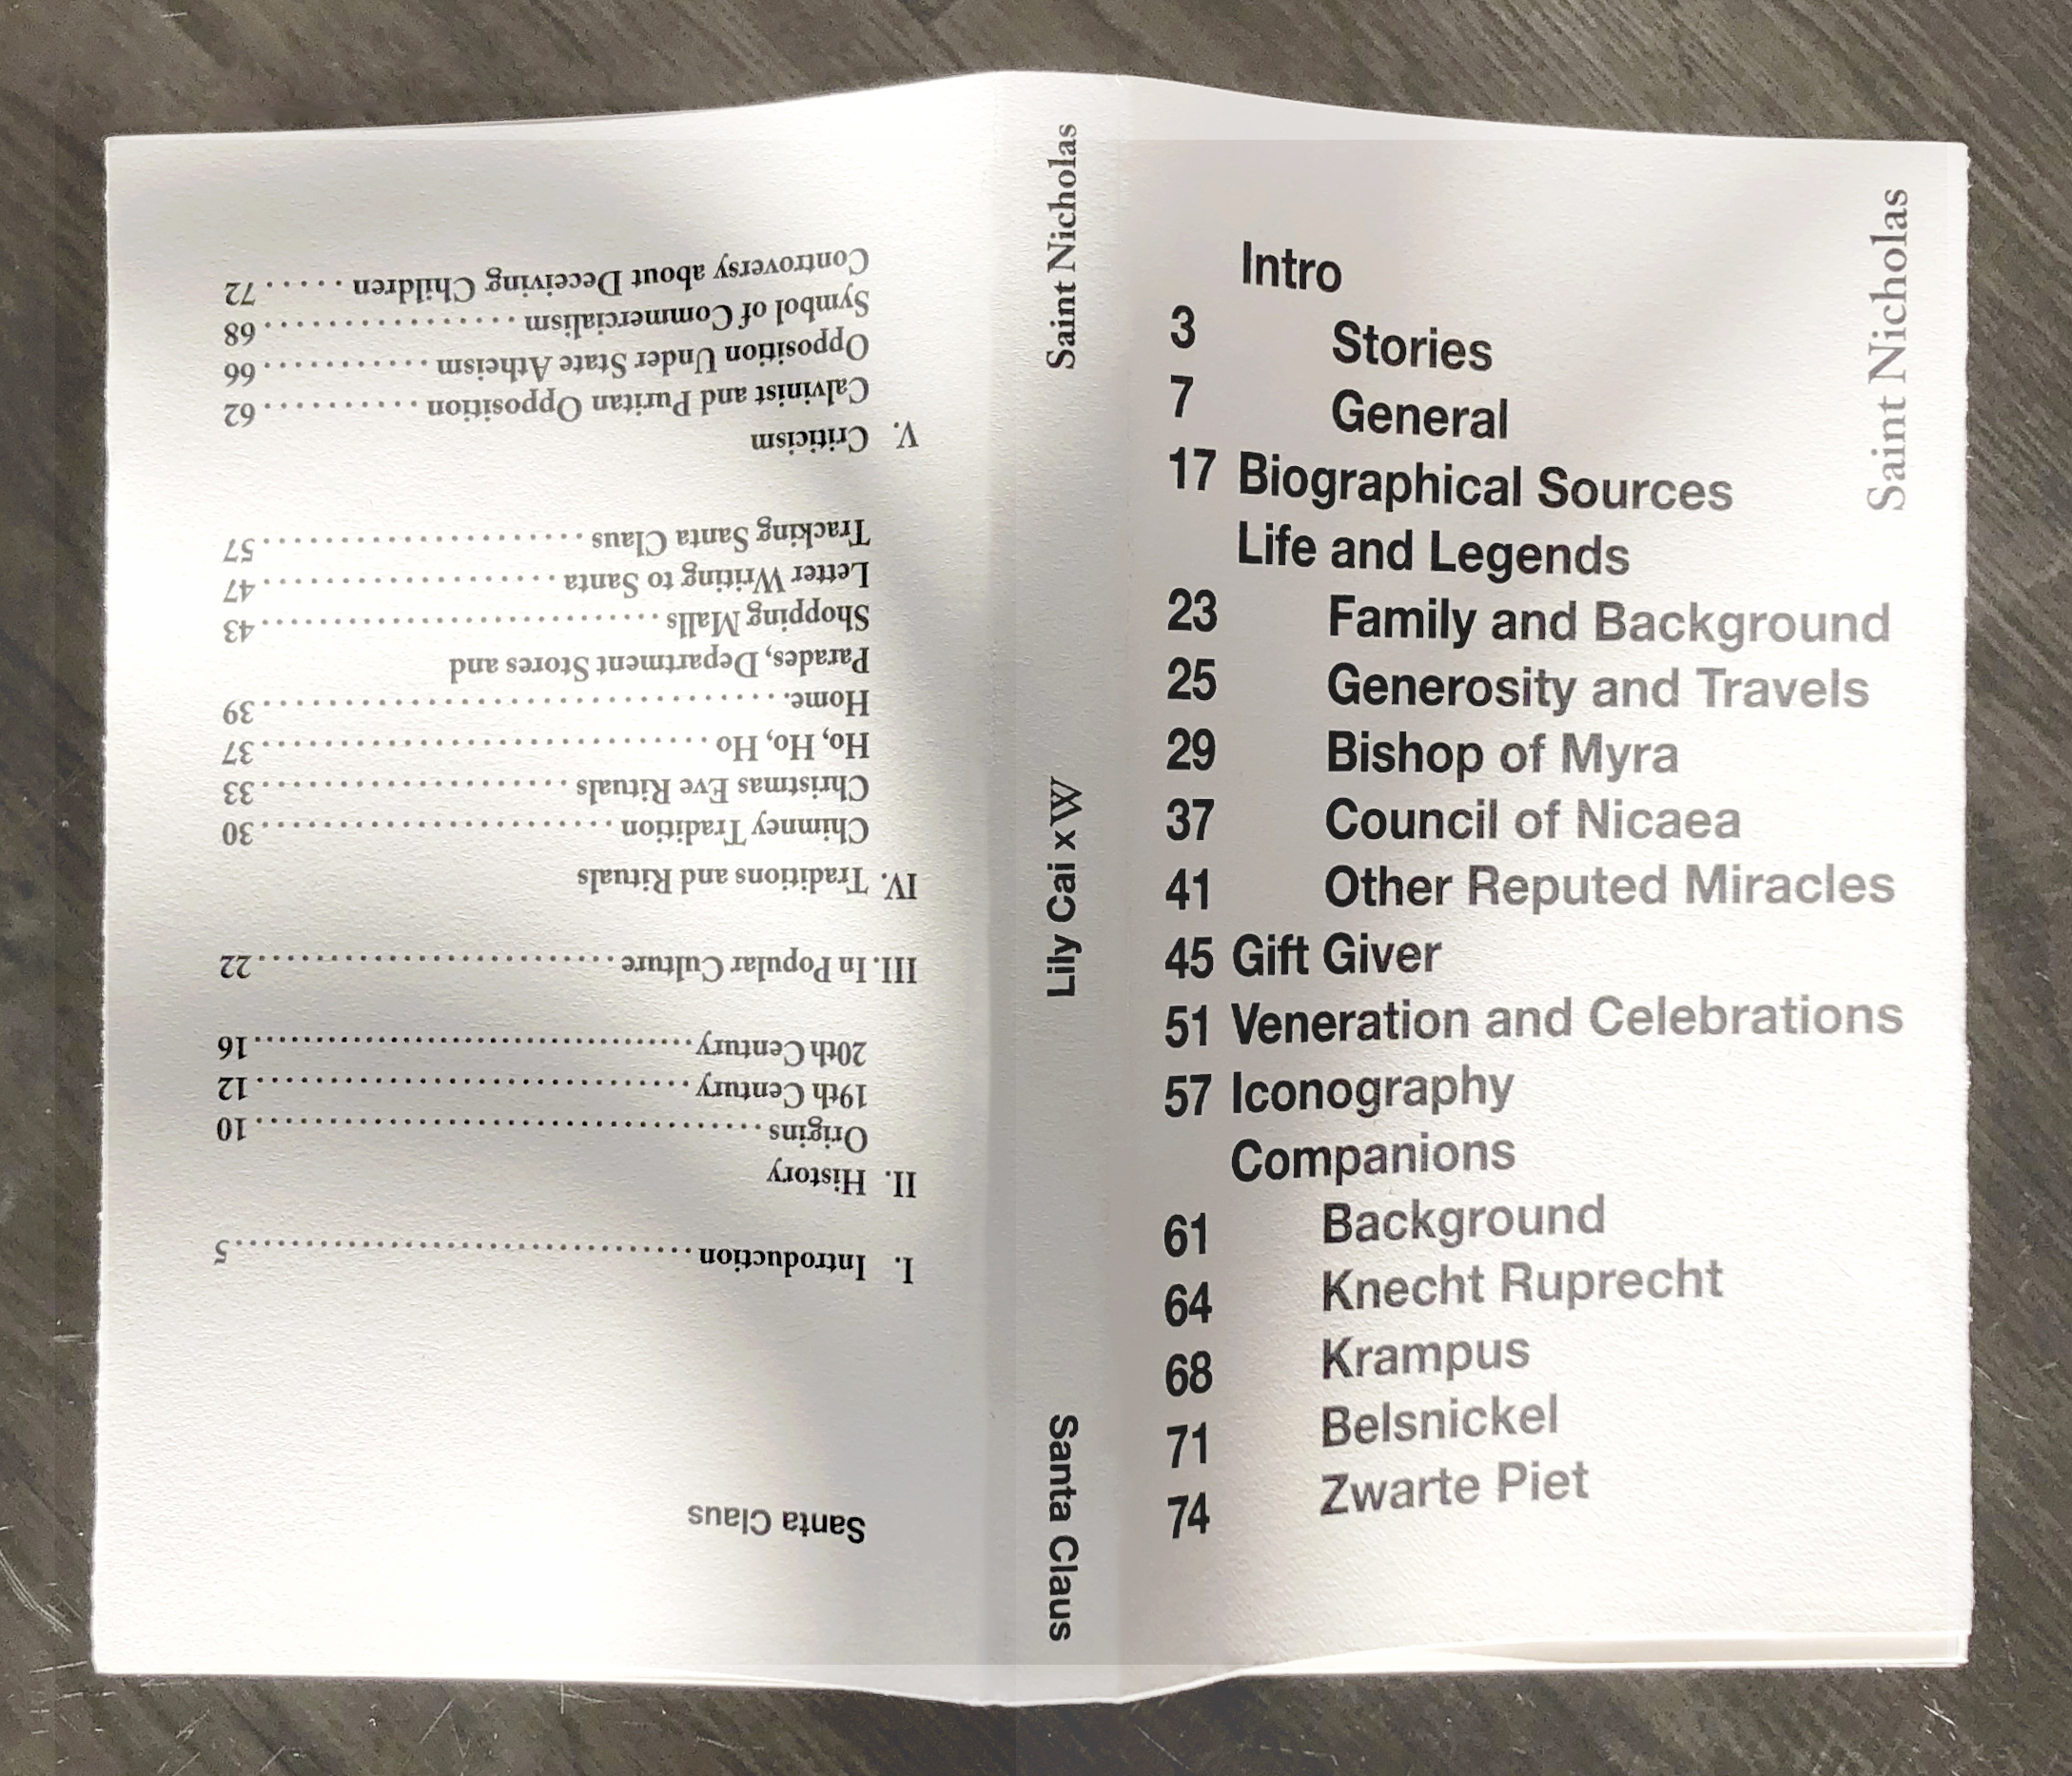 Santa Claus
I. Introduction 5
II. History
Origins 10
19th Century 12
20th Century 16
III. In Popular Culture 22
IV. Traditions and Rituals
Chimney Tradition 30
Christmas Eve Rituals 33
Ho, Ho, Ho 37
Home. 39
Parades, Department Stores and
Shopping Malls 43
Letter Writing to Santa 47
Tracking Santa Claus 57
V. Criticism
Calvinist and Puritan Opposition 62
Opposition Under State Atheism 66
Symbol of Commercialism 68
Controversy about Deceiving Children 72
Saint Nicholas
Lily Cai x W
Santa Claus
Saint Nicholas
Intro
3 Stories
7 General
17 Biographical Sources
Life and Legends
23 Family and Background
25 Generosity and Travels
29 Bishop of Myra
37 Council of Nicaea
41 Other Reputed Miracles
45 Gift Giver
51 Veneration and Celebrations
57 Iconography
Companions
61 Background
64 Knecht Ruprecht
68 Krampus
71 Belsnickel
74 Zwarte Piet